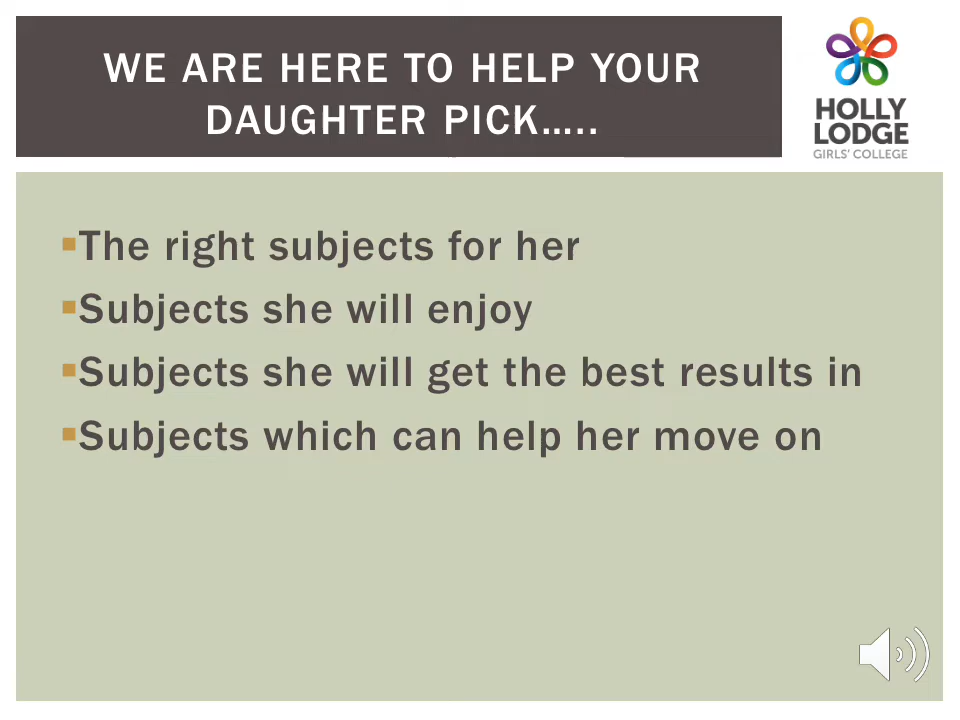 WE ARE HERE TO HELP YOUR
DAUGHTER PICK.....
HOLLY
LODGE
GIRLS' COLLEGE
The right subjects for her
Subjects she will enjoy
Subjects she will get the best results in
Subjects which can help her move on